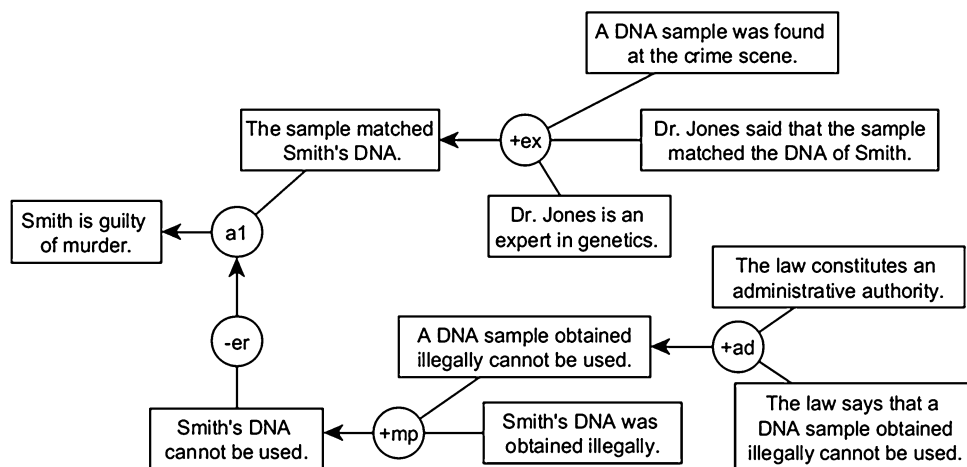 A DNA sample was found
at the crime scene.
The sample matched
Smith's DNA.
+ex
Dr. Jones said that the sample
matched the DNA of Smith.
Smith is guilty
of murder.
a1
Dr. Jones is an
expert in genetics.
The law constitutes an
administrative authority.
-er
A DNA sample obtained
illegally cannot be used.
+ad
Smith's DNA
cannot be used.
+mp
Smith's DNA was
obtained illegally.
The law says that a
DNA sample obtained
illegally cannot be used.